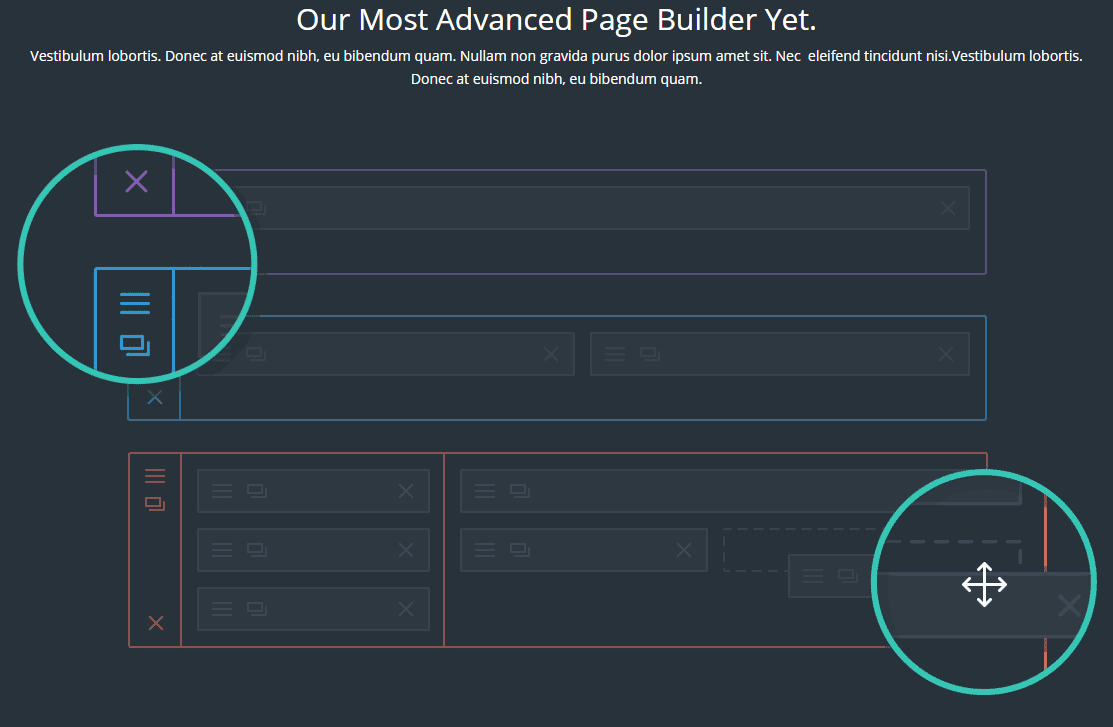 Our Most Advanced Page Builder Yet.
Vestibulum lobortis. Donec at euismod nibh, eu bibendum quam. Nullam non gravida purus dolor ipsum amet sit. Nec  eleifend tincidunt nisi.Vestibulum lobortis.
Donec at euismod nibh, eu bibendum quam.